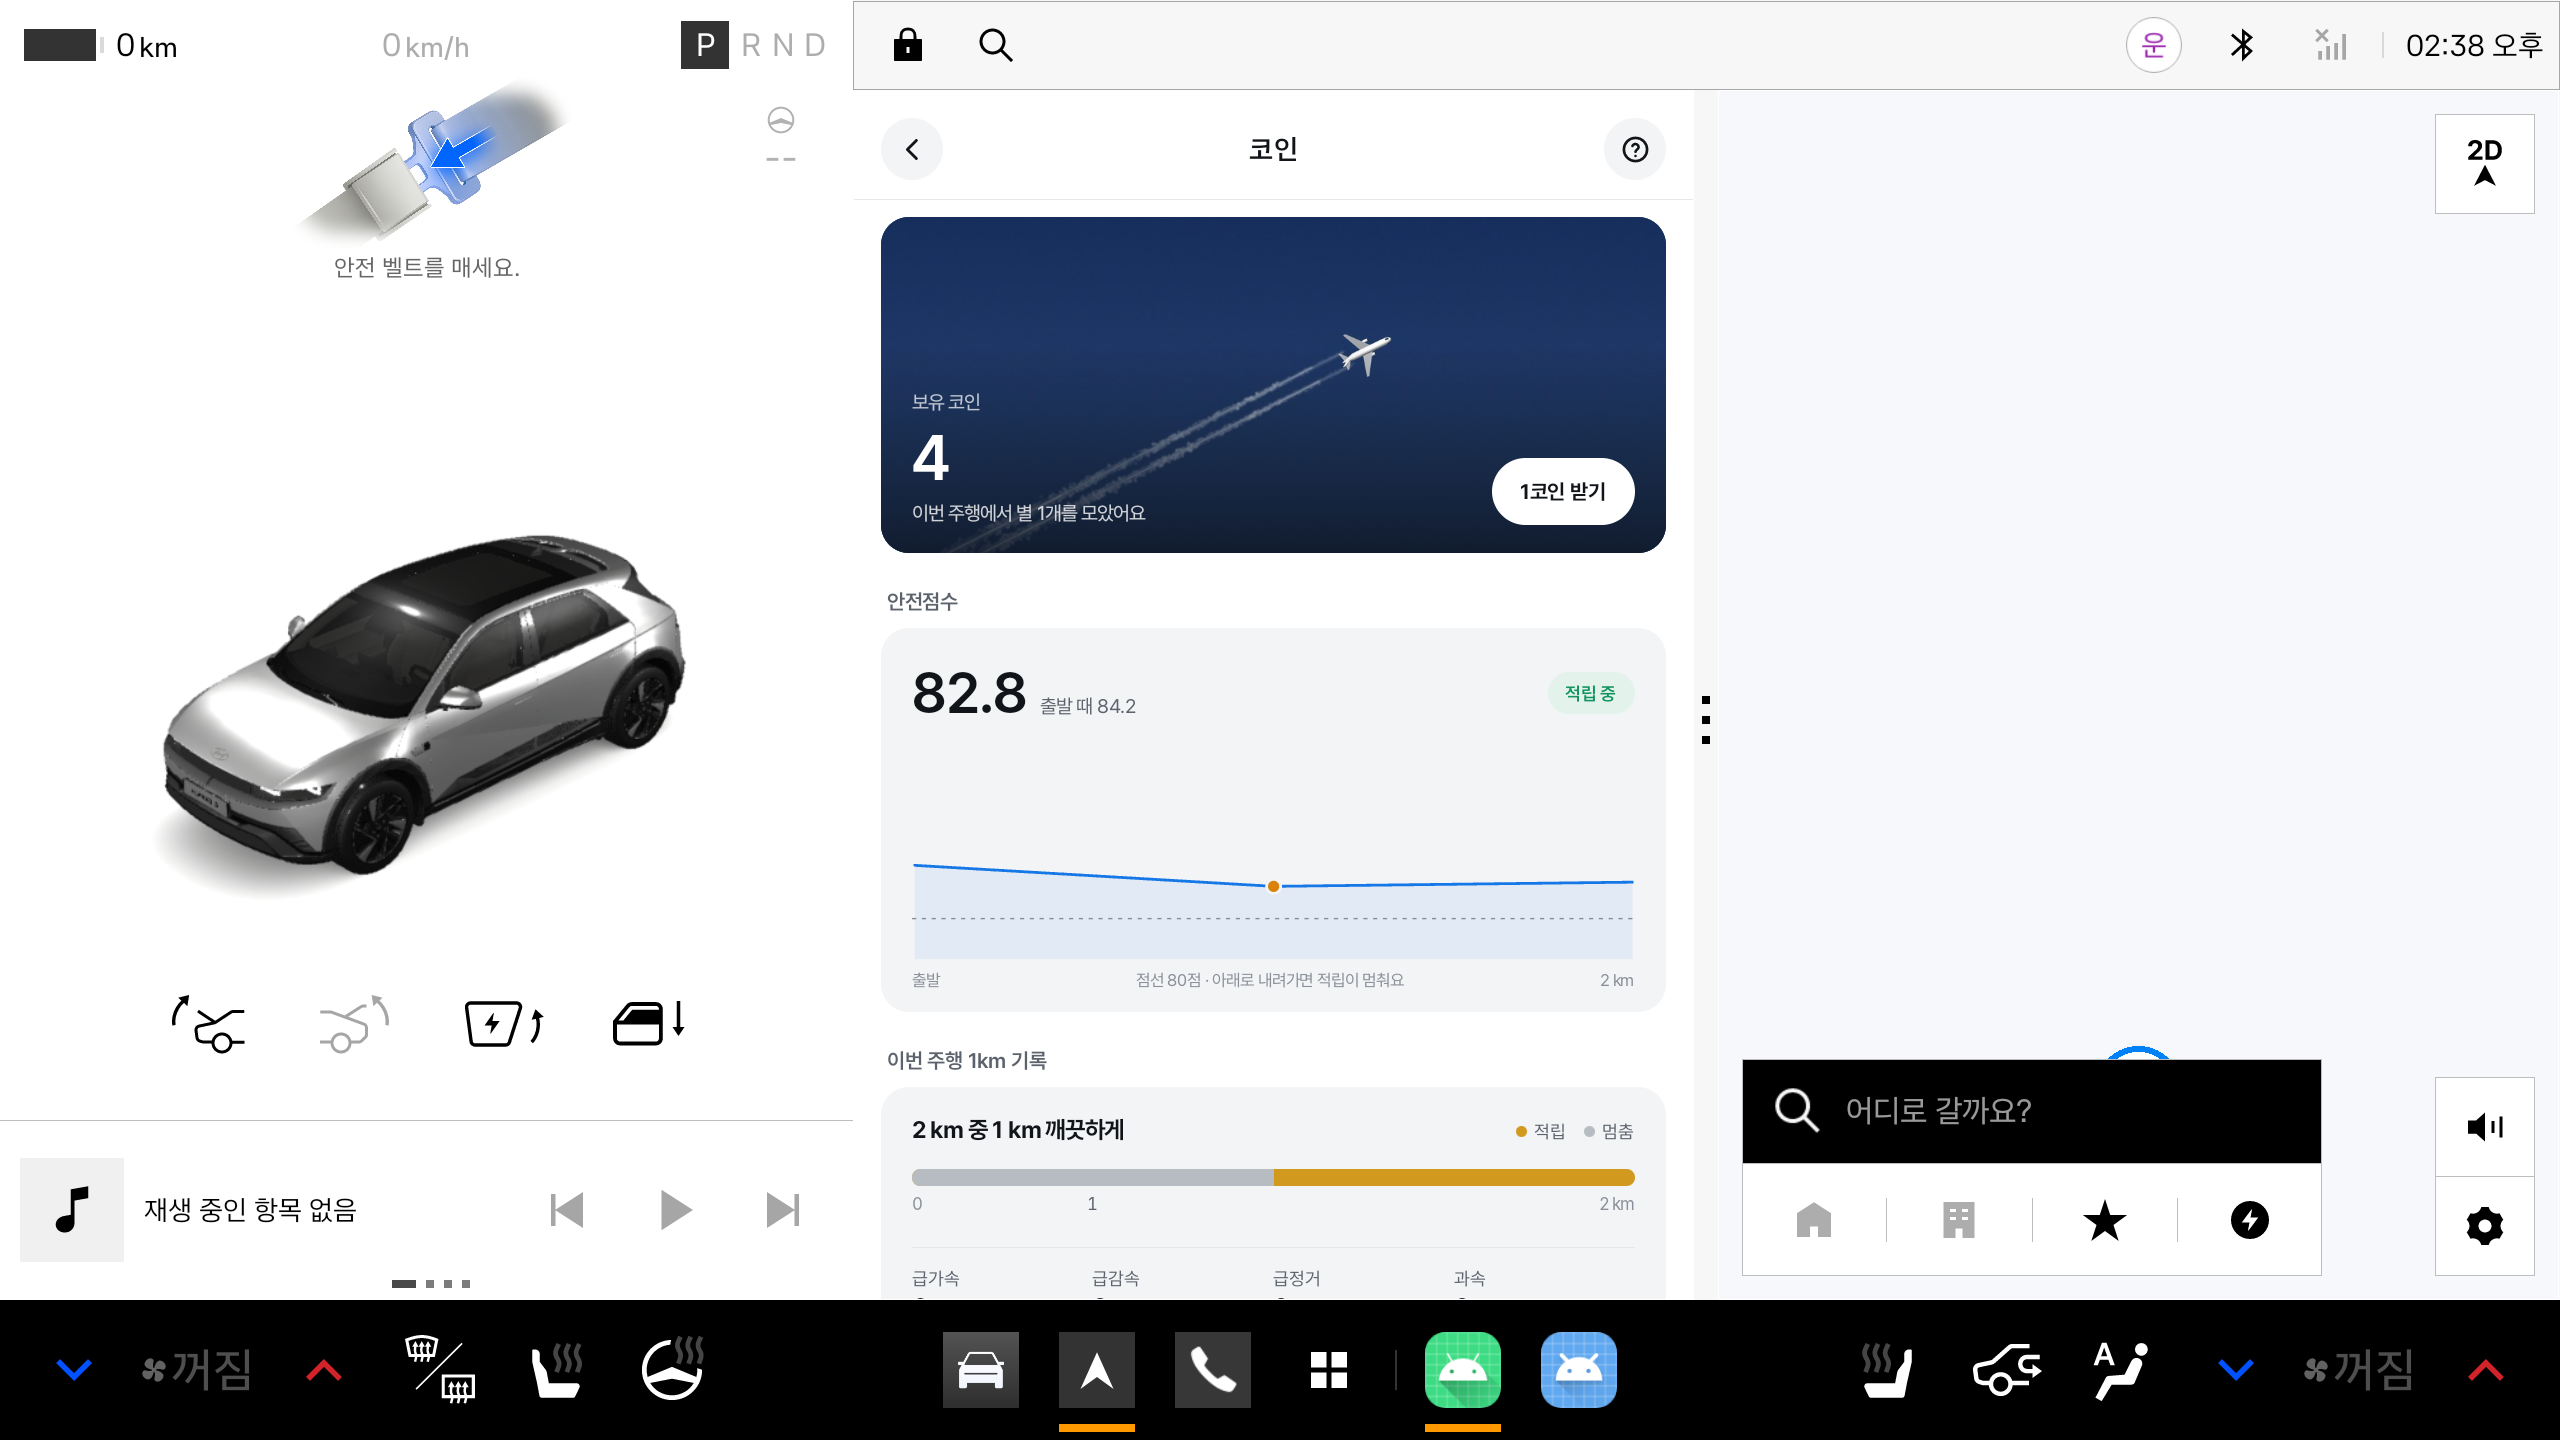 0 km
0 km/h
P R N D
안전 벨트를 매세요.
재생 중인 항목 없음
운
02:38 오후
코인
보유 코인
4
이번 주행에서 별 1개를 모았어요
1코인 받기
안전점수
82.8 출발 때 84.2
적립 중
출발
점선 80점 · 아래로 내려가면 적립이 멈춰요
2 km
이번 주행 1km 기록
2 km 중 1 km 깨끗하게
적립 멈춤
0 1 2 km
급가속 급감속 급정거 과속
2D
어디로 갈까요?
꺼짐
A
꺼짐